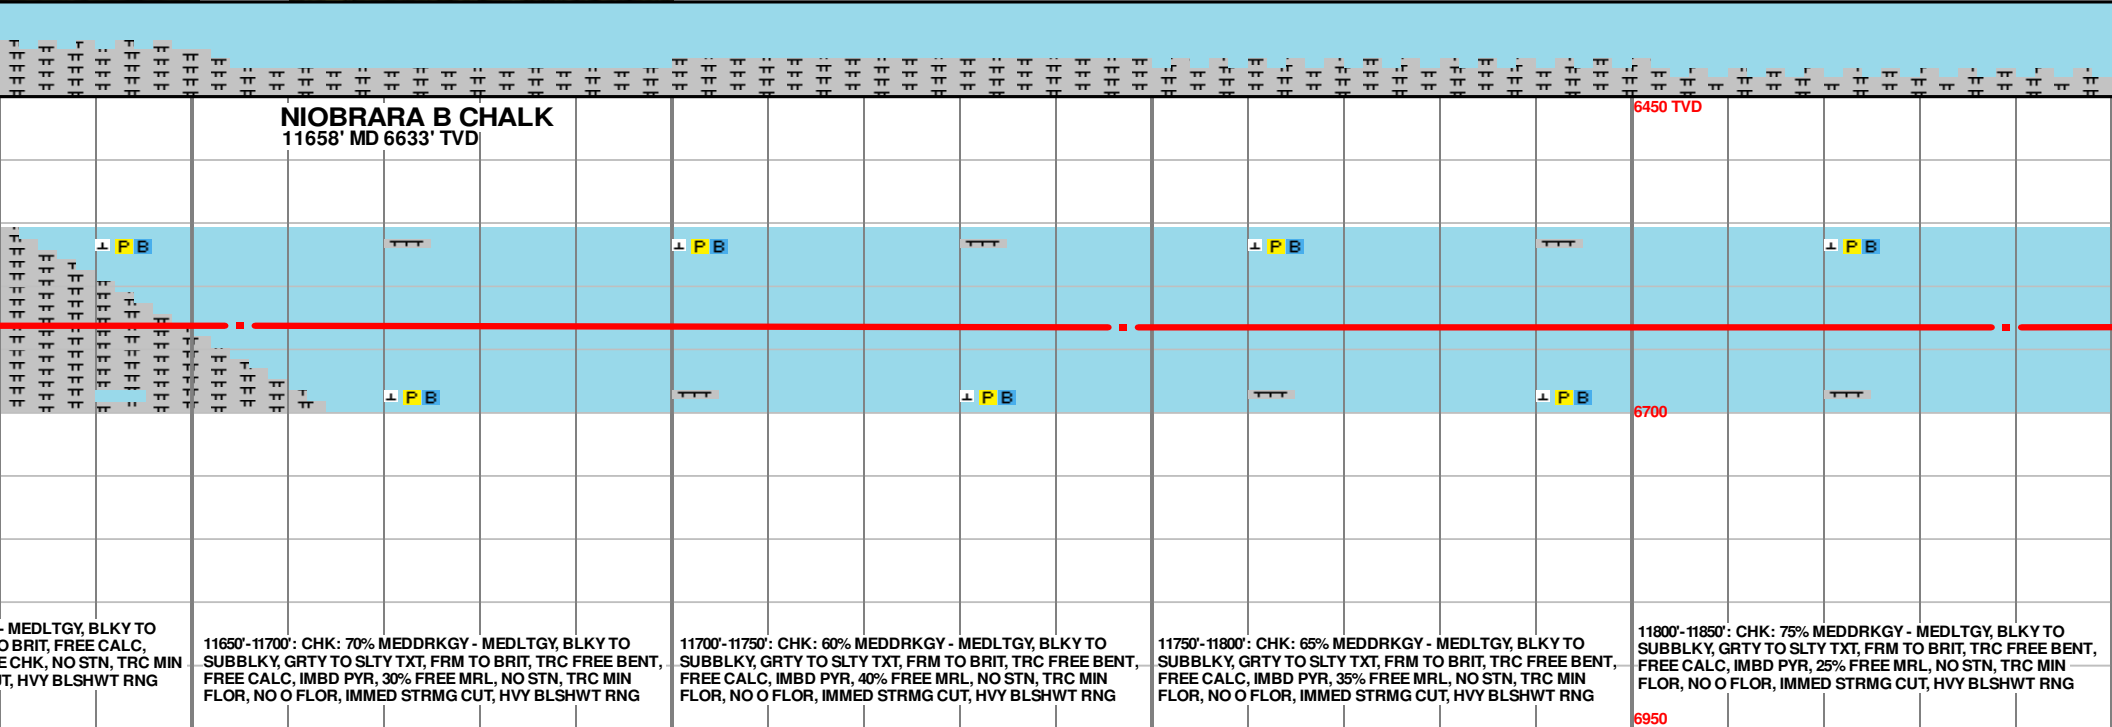 NIOBRARA B CHALK
11658' MD 6633' TVD
6450 TVD
P B
P B
P B
P B
P B
P B
P B
6700
- MEDLTGY, BLKY TO
O BRIT, FREE CALC,
E CHK, NO STN, TRC MIN
T, HVY BLSHWT RNG
11650'-11700': CHK: 70% MEDDRKGY - MEDLTGY, BLKY TO
SUBBLKY, GRTY TO SLTY TXT, FRM TO BRIT, TRC FREE BENT,
FREE CALC, IMBD PYR, 30% FREE MRL, NO STN, TRC MIN
FLOR, NO O FLOR, IMMED STRMG CUT, HVY BLSHWT RNG
11700'-11750': CHK: 60% MEDDRKGY - MEDLTGY, BLKY TO
SUBBLKY, GRTY TO SLTY TXT, FRM TO BRIT, TRC FREE BENT,
FREE CALC, IMBD PYR, 40% FREE MRL, NO STN, TRC MIN
FLOR, NO O FLOR, IMMED STRMG CUT, HVY BLSHWT RNG
11750'-11800': CHK: 65% MEDDRKGY - MEDLTGY, BLKY TO
SUBBLKY, GRTY TO SLTY TXT, FRM TO BRIT, TRC FREE BENT,
FREE CALC, IMBD PYR, 35% FREE MRL, NO STN, TRC MIN
FLOR, NO O FLOR, IMMED STRMG CUT, HVY BLSHWT RNG
11800'-11850': CHK: 75% MEDDRKGY - MEDLTGY, BLKY TO
SUBBLKY, GRTY TO SLTY TXT, FRM TO BRIT, TRC FREE BENT,
FREE CALC, IMBD PYR, 25% FREE MRL, NO STN, TRC MIN
FLOR, NO O FLOR, IMMED STRMG CUT, HVY BLSHWT RNG
6950